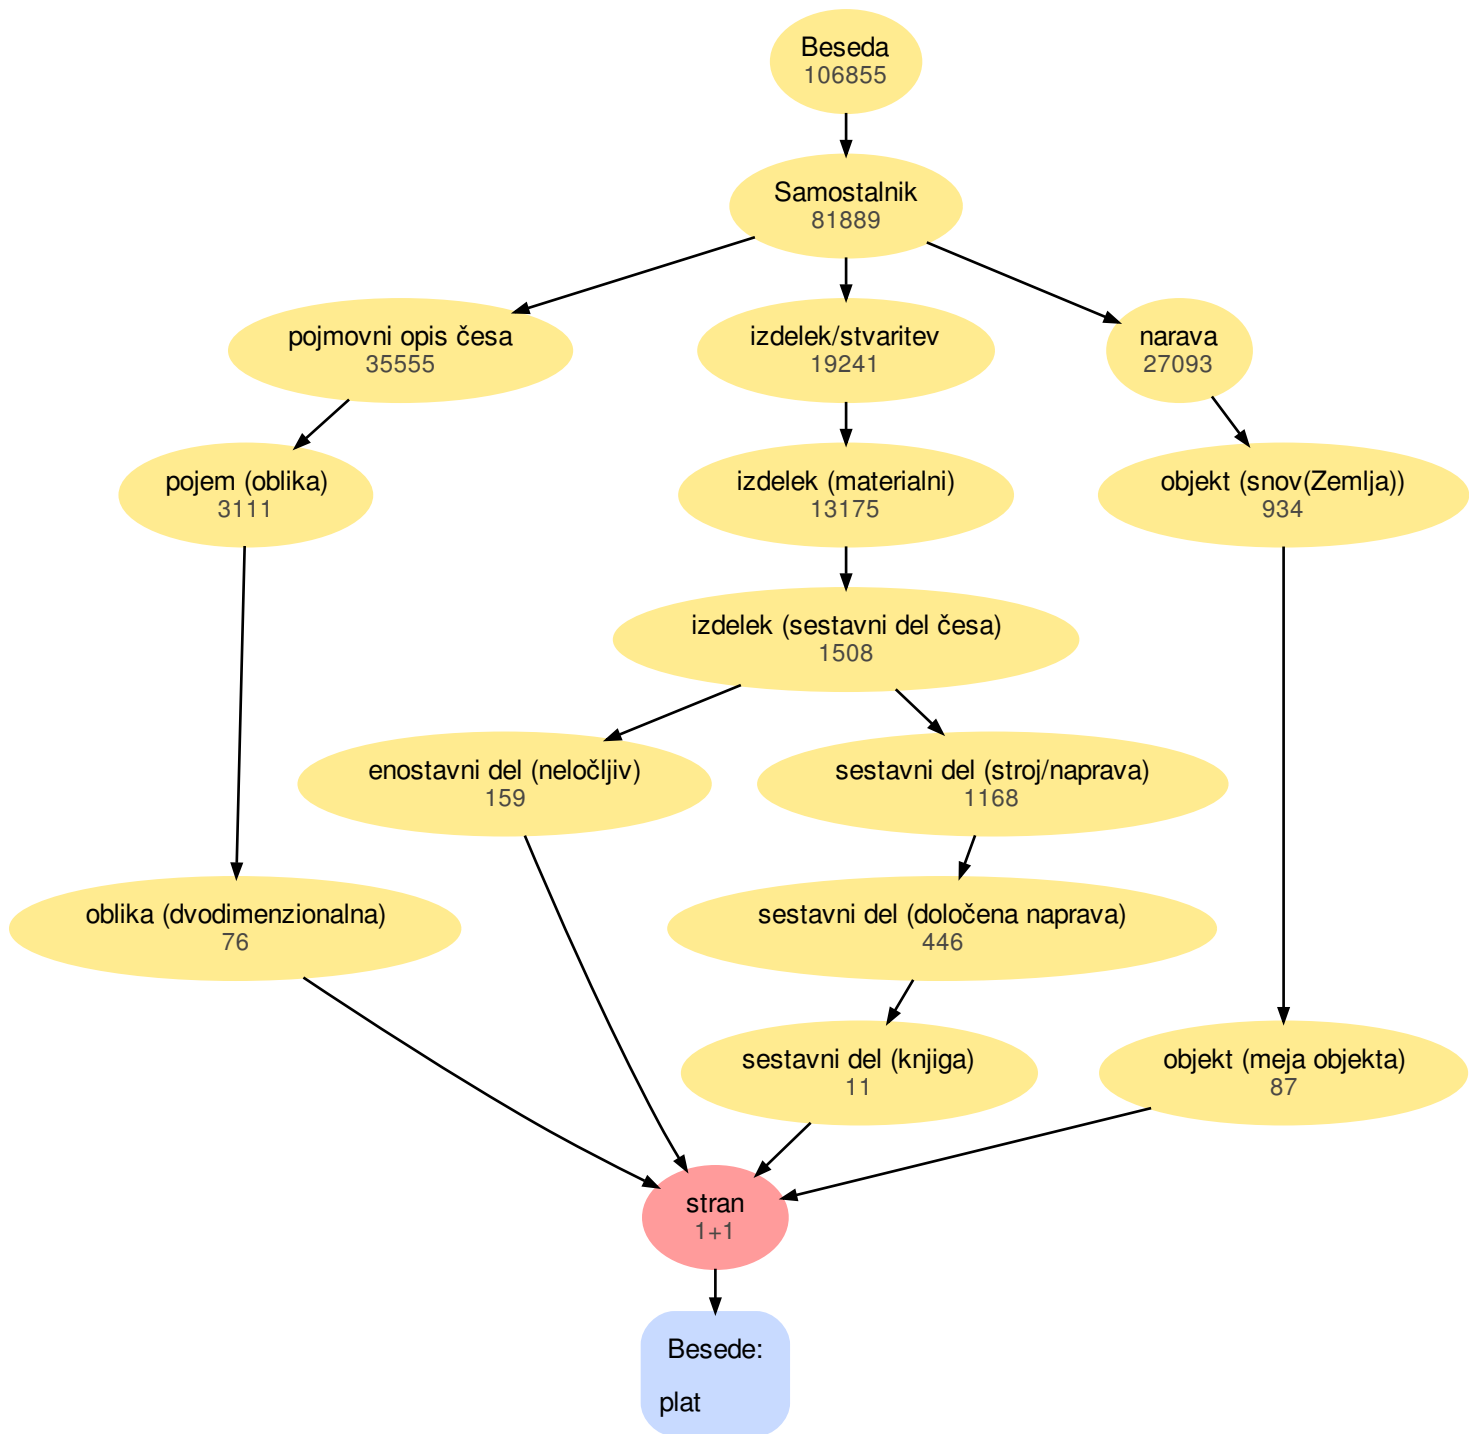 Beseda
106855
Samostalnik
81889
pojmovni opis česa
35555
izdelek/stvaritev
19241
narava
27093
pojem (oblika)
3111
izdelek (materialni)
13175
objekt (snov(Zemlja))
934
izdelek (sestavni del česa)
1508
enostavni del (neločljiv)
159
sestavni del (stroj/naprava)
1168
oblika (dvodimenzionalna)
76
sestavni del (določena naprava)
446
sestavni del (knjiga)
11
objekt (meja objekta)
87
stran
1+1
Besede:
plat